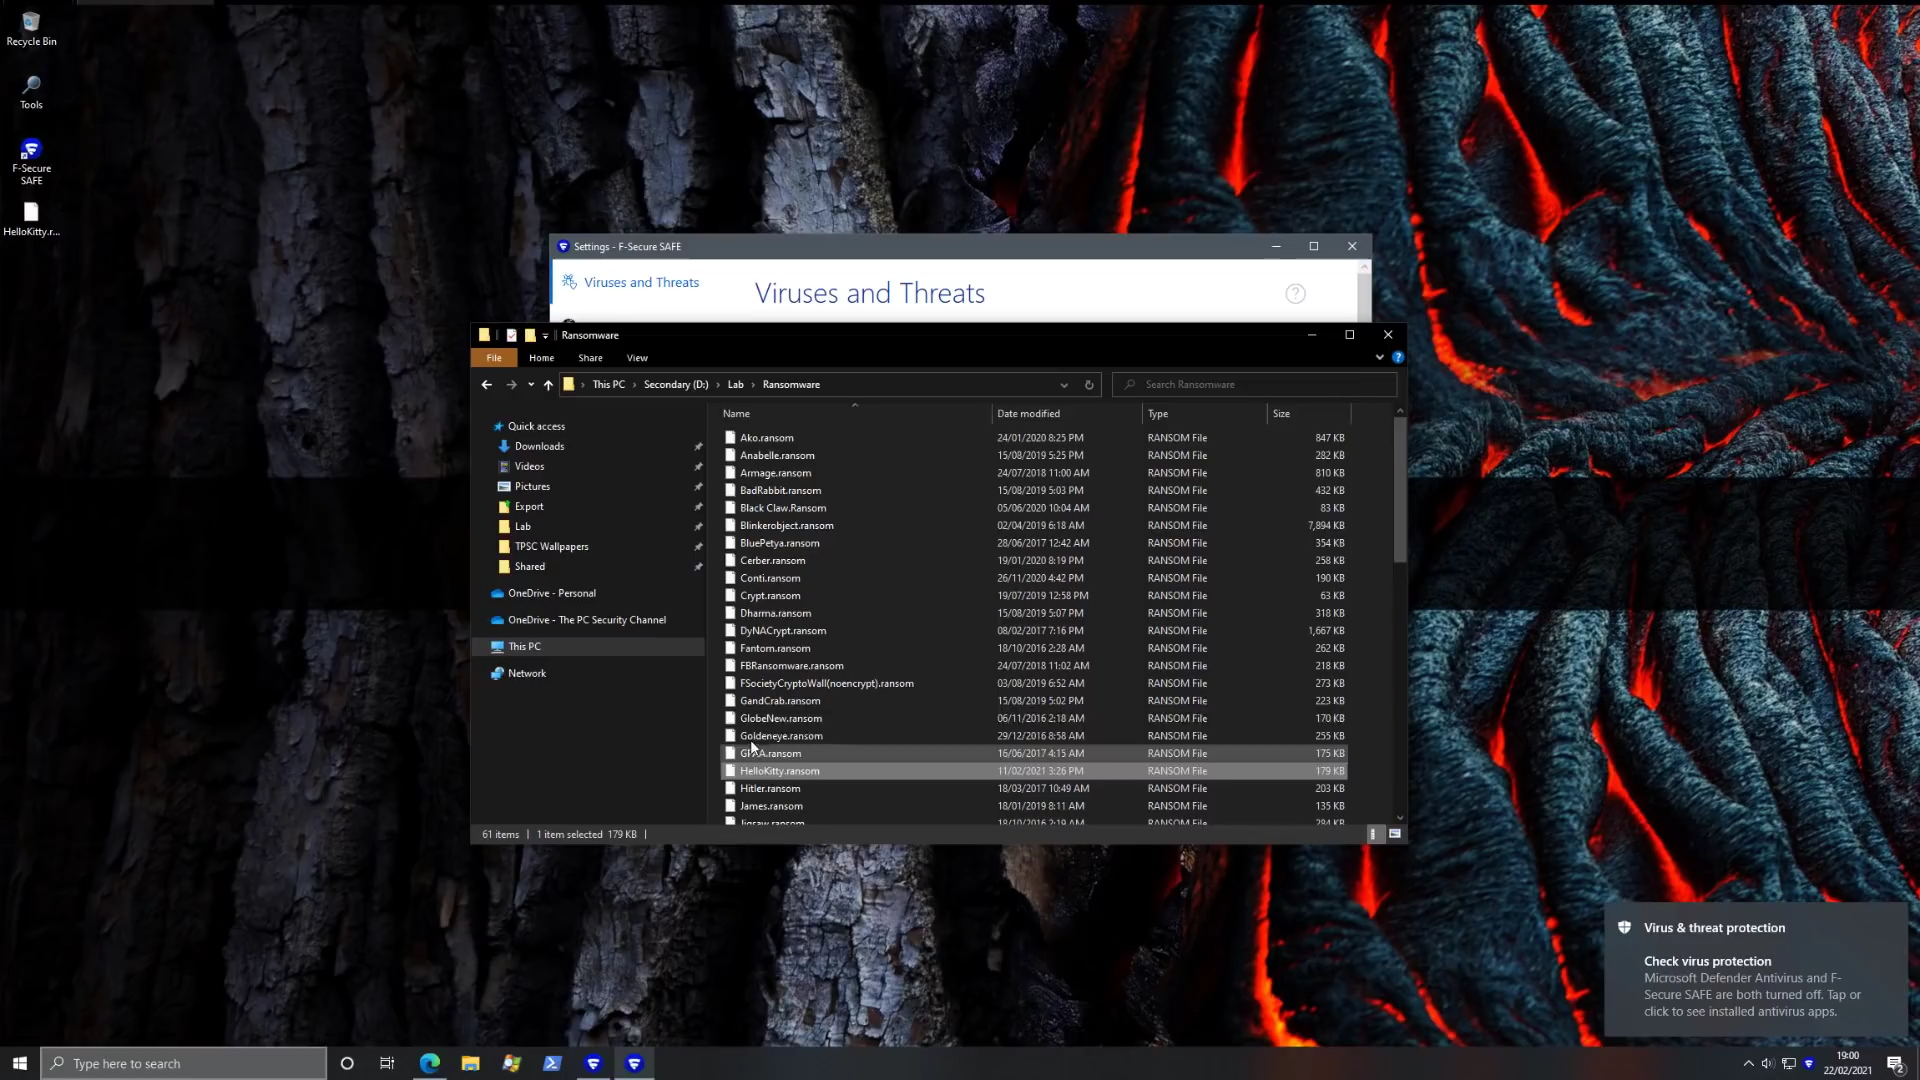 Recycle Bin
Tools
F-Secure
SAFE
HelloKitty.r...
Settings - F-Secure SAFE
Viruses and Threats
Viruses and Threats
?
Ransomware
File Home Share View
This PC > Secondary (D:) > Lab > Ransomware
Search Ransomware
Name Date modified Type Size
Quick access
Downloads
Videos
Pictures
Export
Lab
TPSC Wallpapers
Shared
OneDrive - Personal
OneDrive - The PC Security Channel
This PC
Network
Ako.ransom 24/01/2020 8:25 PM RANSOM File 847 KB
Anabelle.ransom 15/08/2019 5:25 PM RANSOM File 282 KB
Armage.ransom 24/07/2018 11:00 AM RANSOM File 810 KB
BadRabbit.ransom 15/08/2019 5:03 PM RANSOM File 432 KB
Black Claw.Ransom 05/06/2020 10:04 AM RANSOM File 83 KB
Blinkerobject.ransom 02/04/2019 6:18 AM RANSOM File 7,894 KB
BluePetya.ransom 28/06/2017 12:42 AM RANSOM File 354 KB
Cerber.ransom 19/01/2020 8:19 PM RANSOM File 258 KB
Conti.ransom 26/11/2020 4:42 PM RANSOM File 190 KB
Crypt.ransom 19/07/2019 12:58 PM RANSOM File 63 KB
Dharma.ransom 15/08/2019 5:07 PM RANSOM File 318 KB
DyNACrypt.ransom 08/02/2017 7:16 PM RANSOM File 1,667 KB
Fantom.ransom 18/10/2016 2:28 AM RANSOM File 262 KB
FBRansomware.ransom 24/07/2018 11:02 AM RANSOM File 218 KB
FSocietyCryptoWall(noencrypt).ransom 03/08/2019 6:52 AM RANSOM File 273 KB
GandCrab.ransom 15/08/2019 5:02 PM RANSOM File 223 KB
GlobeNew.ransom 06/11/2016 2:18 AM RANSOM File 170 KB
Goldeneye.ransom 29/12/2016 8:58 AM RANSOM File 255 KB
16/06/2017 4:15 AM RANSOM File 175 KB
HelloKitty.ransom 11/02/2021 3:26 PM RANSOM File 179 KB
Hitler.ransom 18/03/2017 10:49 AM RANSOM File 203 KB
James.ransom 18/01/2019 8:11 AM RANSOM File 135 KB
Jigsaw.ransom 18/10/2016 2:19 AM RANSOM File 284 KB
61 items 1 item selected 179 KB
Virus & threat protection
Check virus protection
Microsoft Defender Antivirus and F-
Secure SAFE are both turned off. Tap or
click to see installed antivirus apps.
Type here to search
19:00
22/02/2021
2